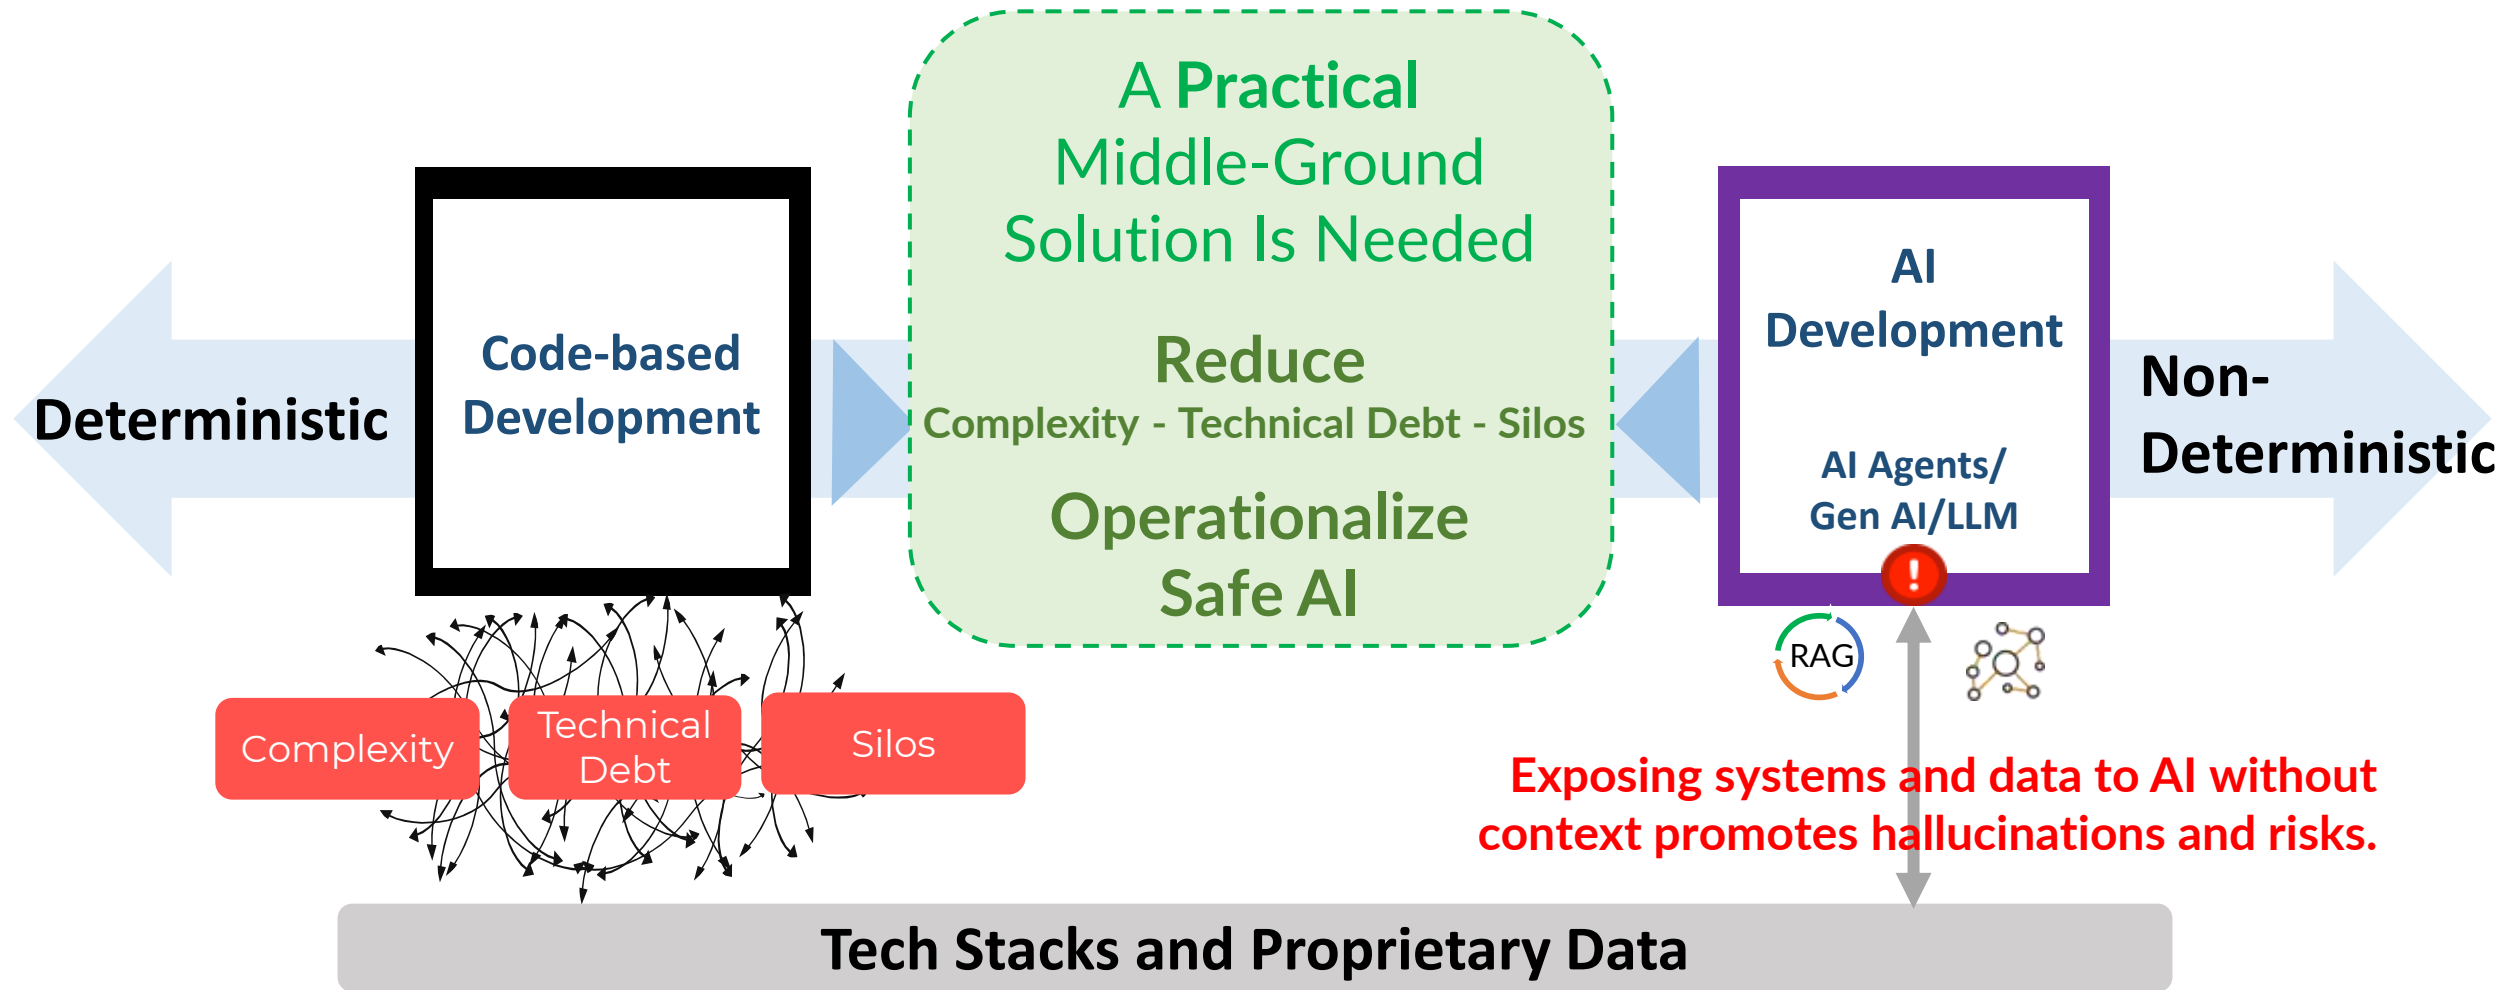 A Practical
Middle-Ground
Solution Is Needed
Reduce
Complexity - Technical Debt - Silos
Operationalize
Safe AI
Deterministic
Code-based
Development
AI
Development
AI Agents/
Gen AI/LLM
Non-
Deterministic
!
RAG
Complexity
Technical
Debt
Silos
Exposing systems and data to AI without
context promotes hallucinations and risks.
Tech Stacks and Proprietary Data